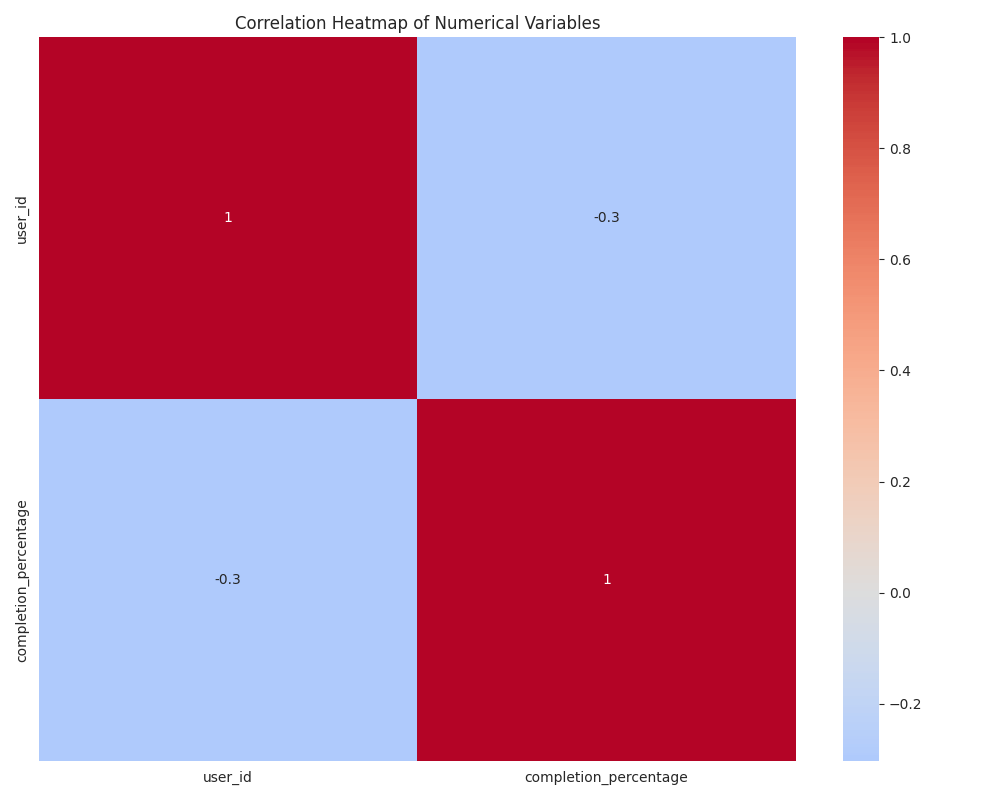 Correlation Heatmap of Numerical Variables
user_id
completion_percentage
1
-0.3
-0.3
1
user_id
completion_percentage
1.0
0.8
0.6
0.4
0.2
0.0
−0.2